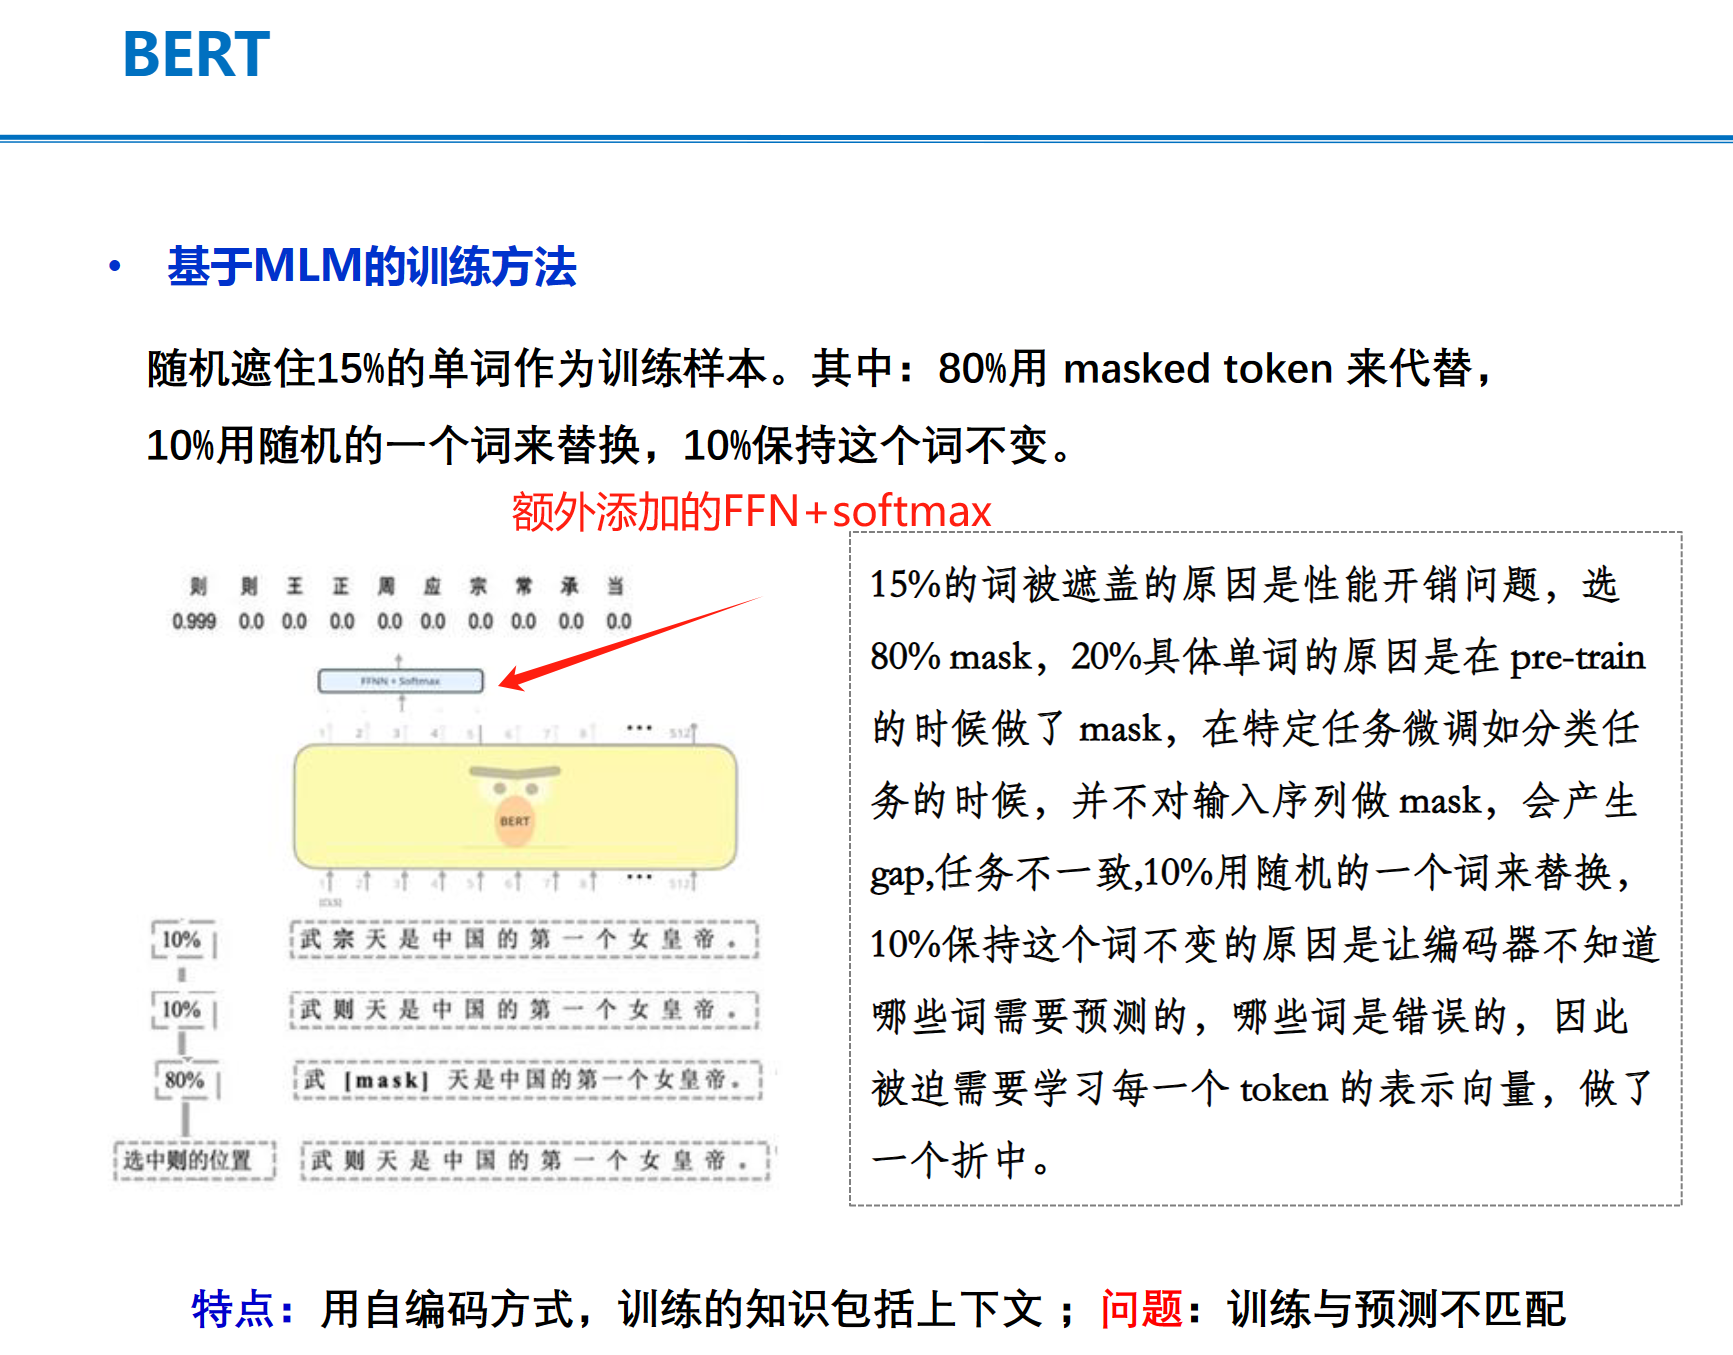 BERT
• 基于MLM的训练方法
随机遮住15%的单词作为训练样本。其中：80%用 masked token 来代替，
10%用随机的一个词来替换，10%保持这个词不变。
额外添加的FFN+softmax
则 則 王 正 周 应 宗 常 承 当
0.999 0.0 0.0 0.0 0.0 0.0 0.0 0.0 0.0 0.0
FFNN + Softmax
1 2 3 4 5 6 7 8 ••• 512
BERT
1 2 3 4 5 6 7 8 ••• 512
[CLS]
10% 武 宗 天 是 中 国 的 第 一 个 女 皇 帝 。
10% 武 则 天 是 中 国 的 第 一 个 女 皇 帝 。
80% 武 [mask] 天是中国的第一个女皇帝。
选中则的位置 武 则 天 是 中 国 的 第 一 个 女 皇 帝 。
15%的词被遮盖的原因是性能开销问题，选
80% mask，20%具体单词的原因是在 pre-train
的时候做了 mask，在特定任务微调如分类任
务的时候，并不对输入序列做 mask，会产生
gap,任务不一致,10%用随机的一个词来替换，
10%保持这个词不变的原因是让编码器不知道
哪些词需要预测的，哪些词是错误的，因此
被迫需要学习每一个 token 的表示向量，做了
一个折中。
特点：用自编码方式，训练的知识包括上下文；问题：训练与预测不匹配